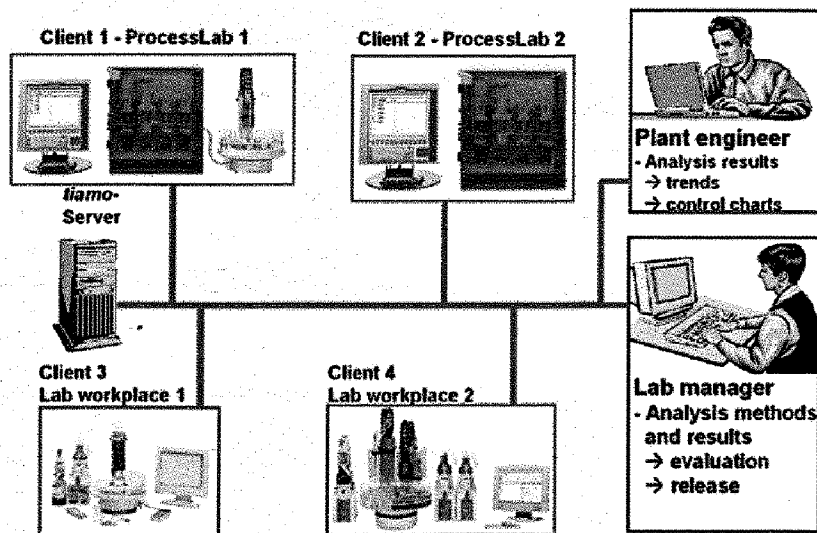 Client 1 - ProcessLab 1
Client 2 - ProcessLab 2
Plant engineer
- Analysis results
→ trends
→ control charts
tiamo-
Server
Client 3
Lab workplace 1
Client 4
Lab workplace 2
Lab manager
- Analysis methods
and results
→ evaluation
→ release